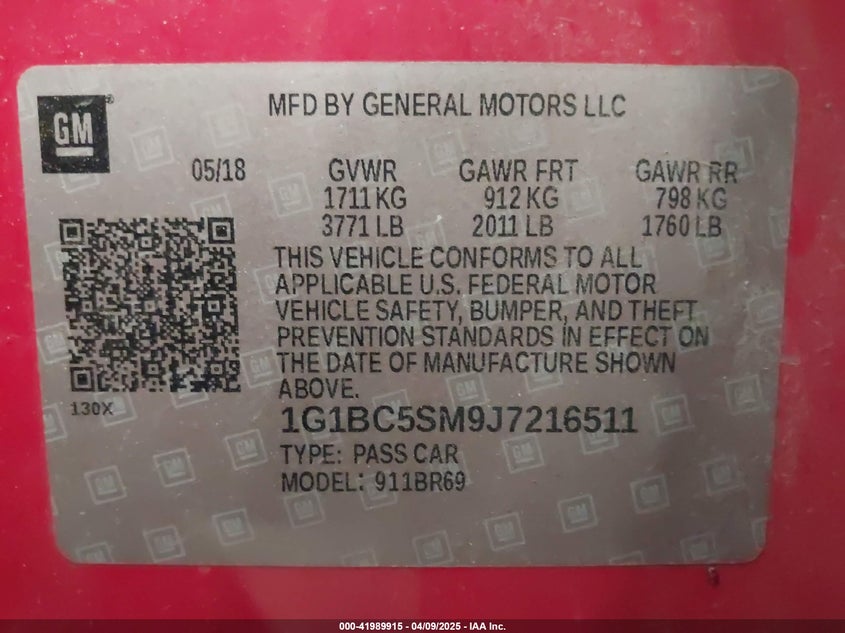 GM
MFD BY GENERAL MOTORS LLC
05/18 GVWR GAWR FRT GAWR RR
1711 KG 912 KG 798 KG
3771 LB 2011 LB 1760 LB
THIS VEHICLE CONFORMS TO ALL
APPLICABLE U.S. FEDERAL MOTOR
VEHICLE SAFETY, BUMPER, AND THEFT
PREVENTION STANDARDS IN EFFECT ON
THE DATE OF MANUFACTURE SHOWN
ABOVE.
130X
1G1BC5SM9J7216511
TYPE: PASS CAR
MODEL: 911BR69
000-41989915 - 04/09/2025 - IAA Inc.